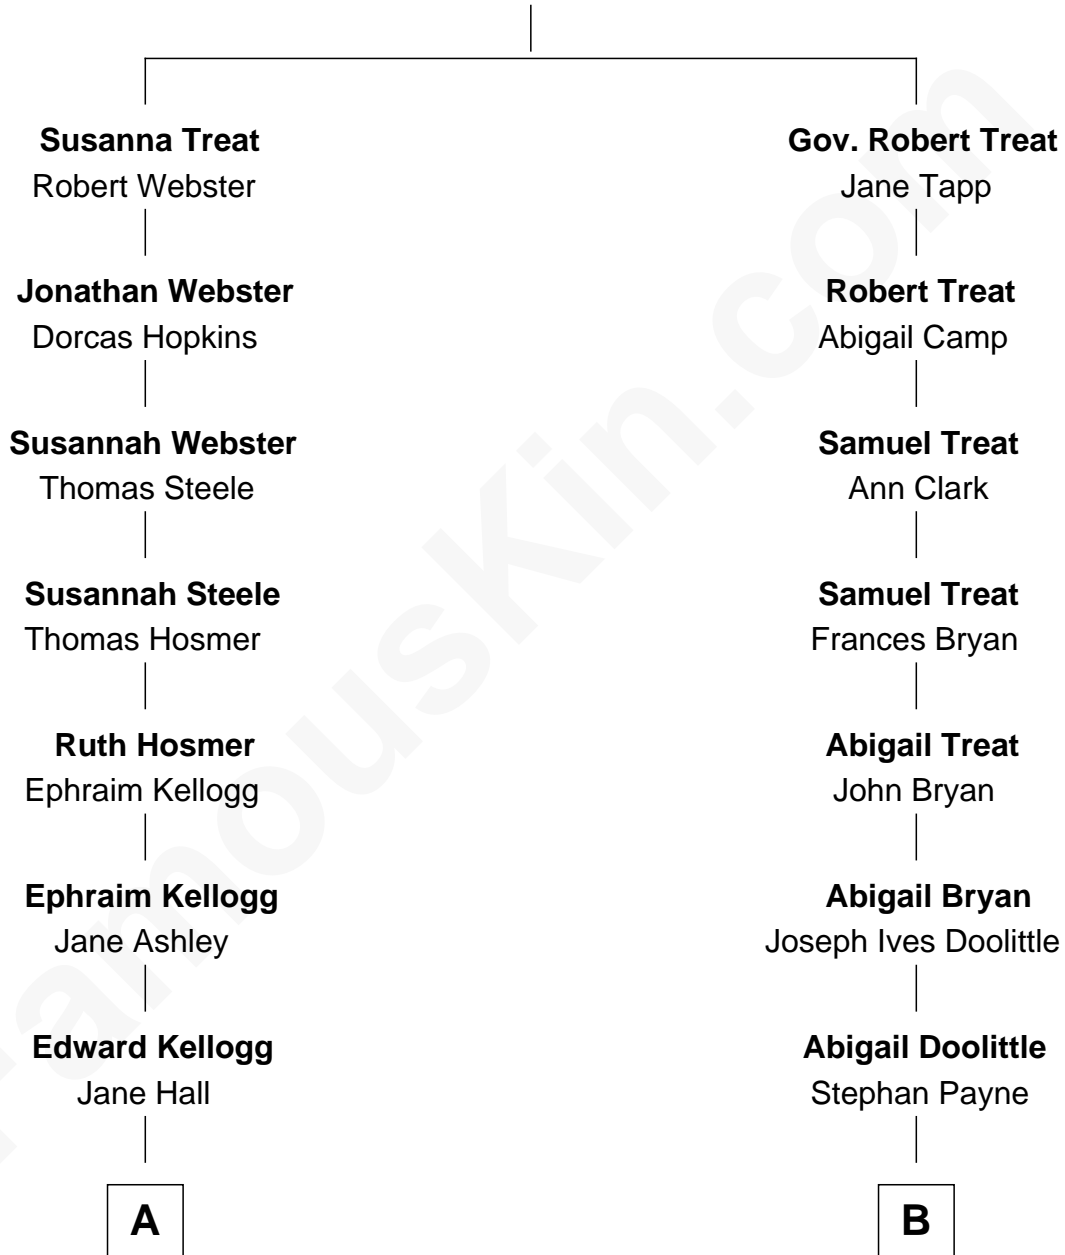 Susanna Treat
Robert Webster
Gov. Robert Treat
Jane Tapp
Jonathan Webster
Dorcas Hopkins
Robert Treat
Abigail Camp
Susannah Webster
Thomas Steele
Samuel Treat
Ann Clark
Susannah Steele
Thomas Hosmer
Samuel Treat
Frances Bryan
Ruth Hosmer
Ephraim Kellogg
Abigail Treat
John Bryan
Ephraim Kellogg
Jane Ashley
Abigail Bryan
Joseph Ives Doolittle
Edward Kellogg
Jane Hall
Abigail Doolittle
Stephan Payne
A
B
FamousKin.com